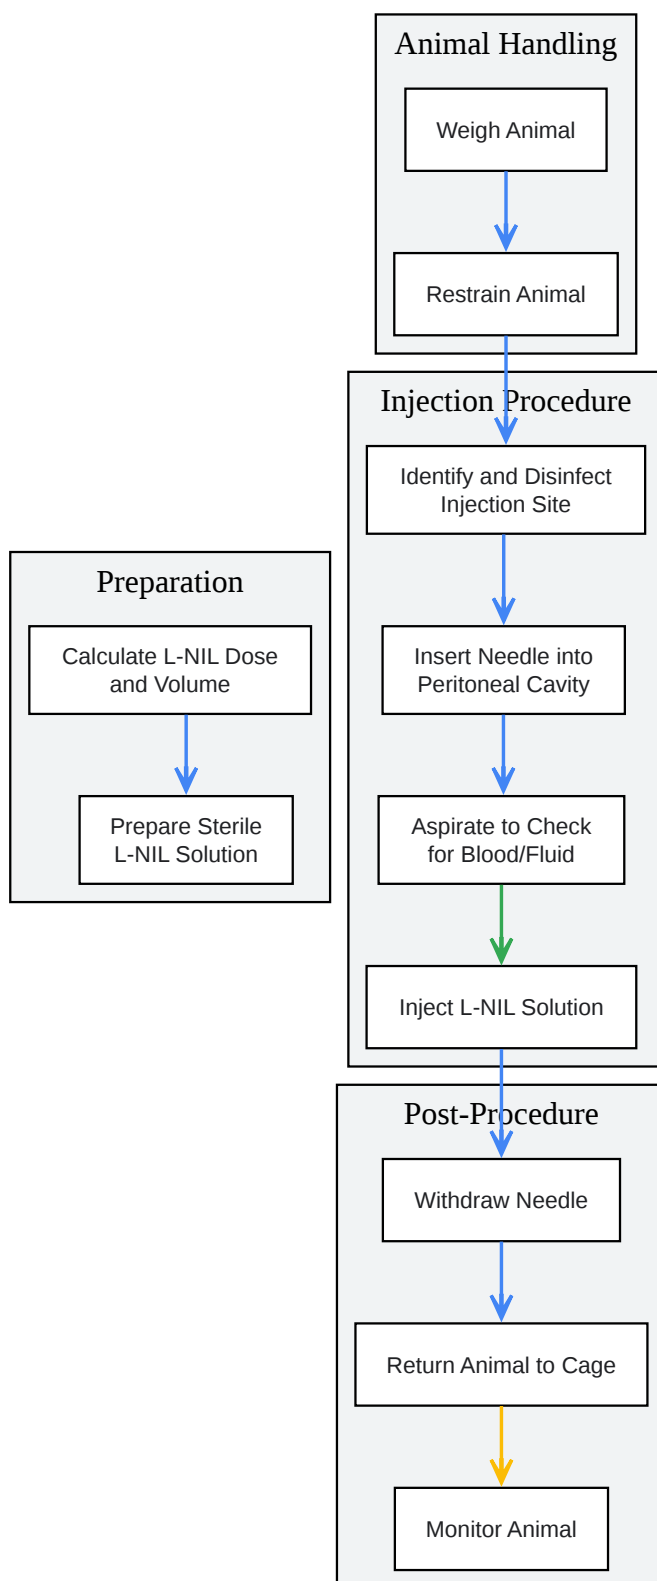 Animal Handling
Weigh Animal
Restrain Animal
Injection Procedure
Identify and Disinfect
Injection Site
Preparation
Calculate L-NIL Dose
and Volume
Prepare Sterile
L-NIL Solution
Insert Needle into
Peritoneal Cavity
Aspirate to Check
for Blood/Fluid
Inject L-NIL Solution
Post-Procedure
Withdraw Needle
Return Animal to Cage
Monitor Animal